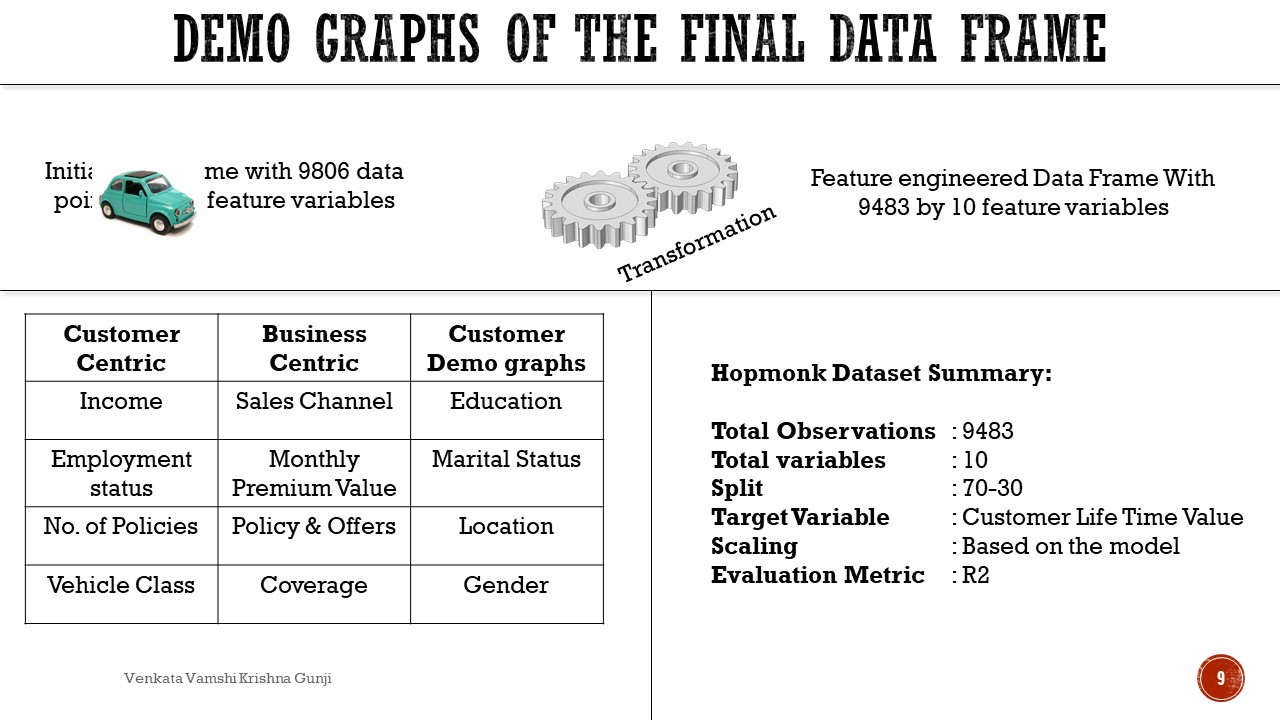 DEMO GRAPHS OF THE FINAL DATA FRAME
me with 9806 data
feature variables
Transformation
Feature engineered Data Frame With
9483 by 10 feature variables
Customer Centric
Business Centric
Customer Demo graphs
Income
Sales Channel
Education
Employment status
Monthly Premium Value
Marital Status
No. of Policies
Policy & Offers
Location
Vehicle Class
Coverage
Gender
Hopmonk Dataset Summary:
Total Observations : 9483
Total variables : 10
Split : 70-30
Target Variable : Customer Life Time Value
Scaling : Based on the model
Evaluation Metric : R2
Venkata Vamshi Krishna Gunji
9